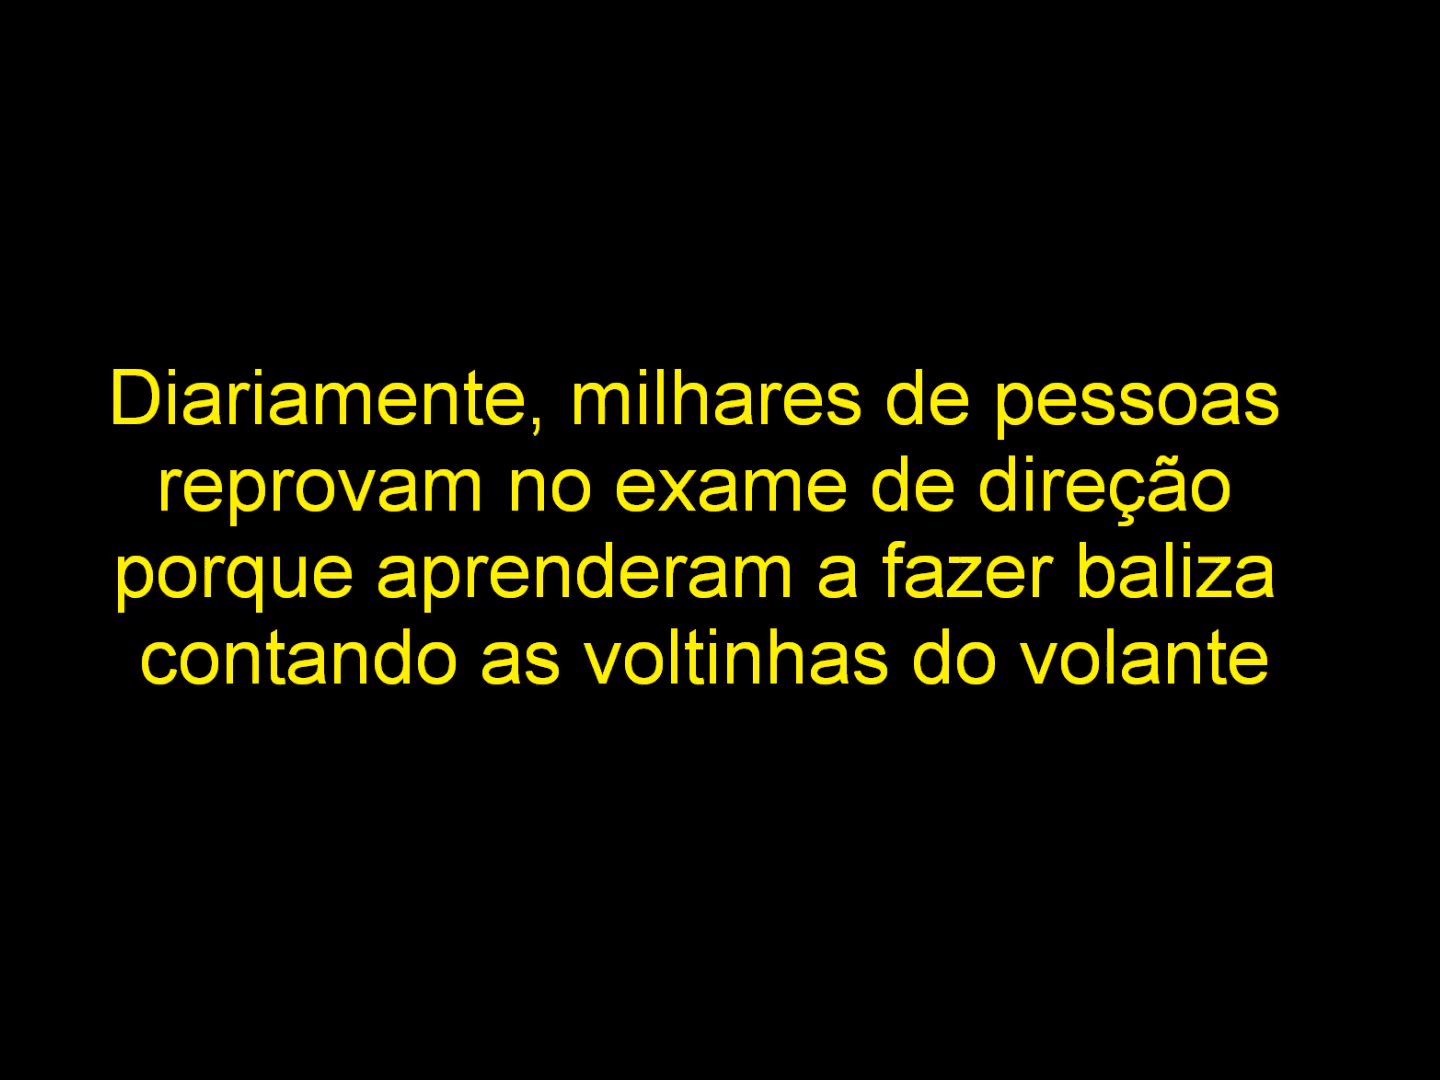 Diariamente, milhares de pessoas
reprovam no exame de direção
porque aprenderam a fazer baliza
contando as voltinhas do volante